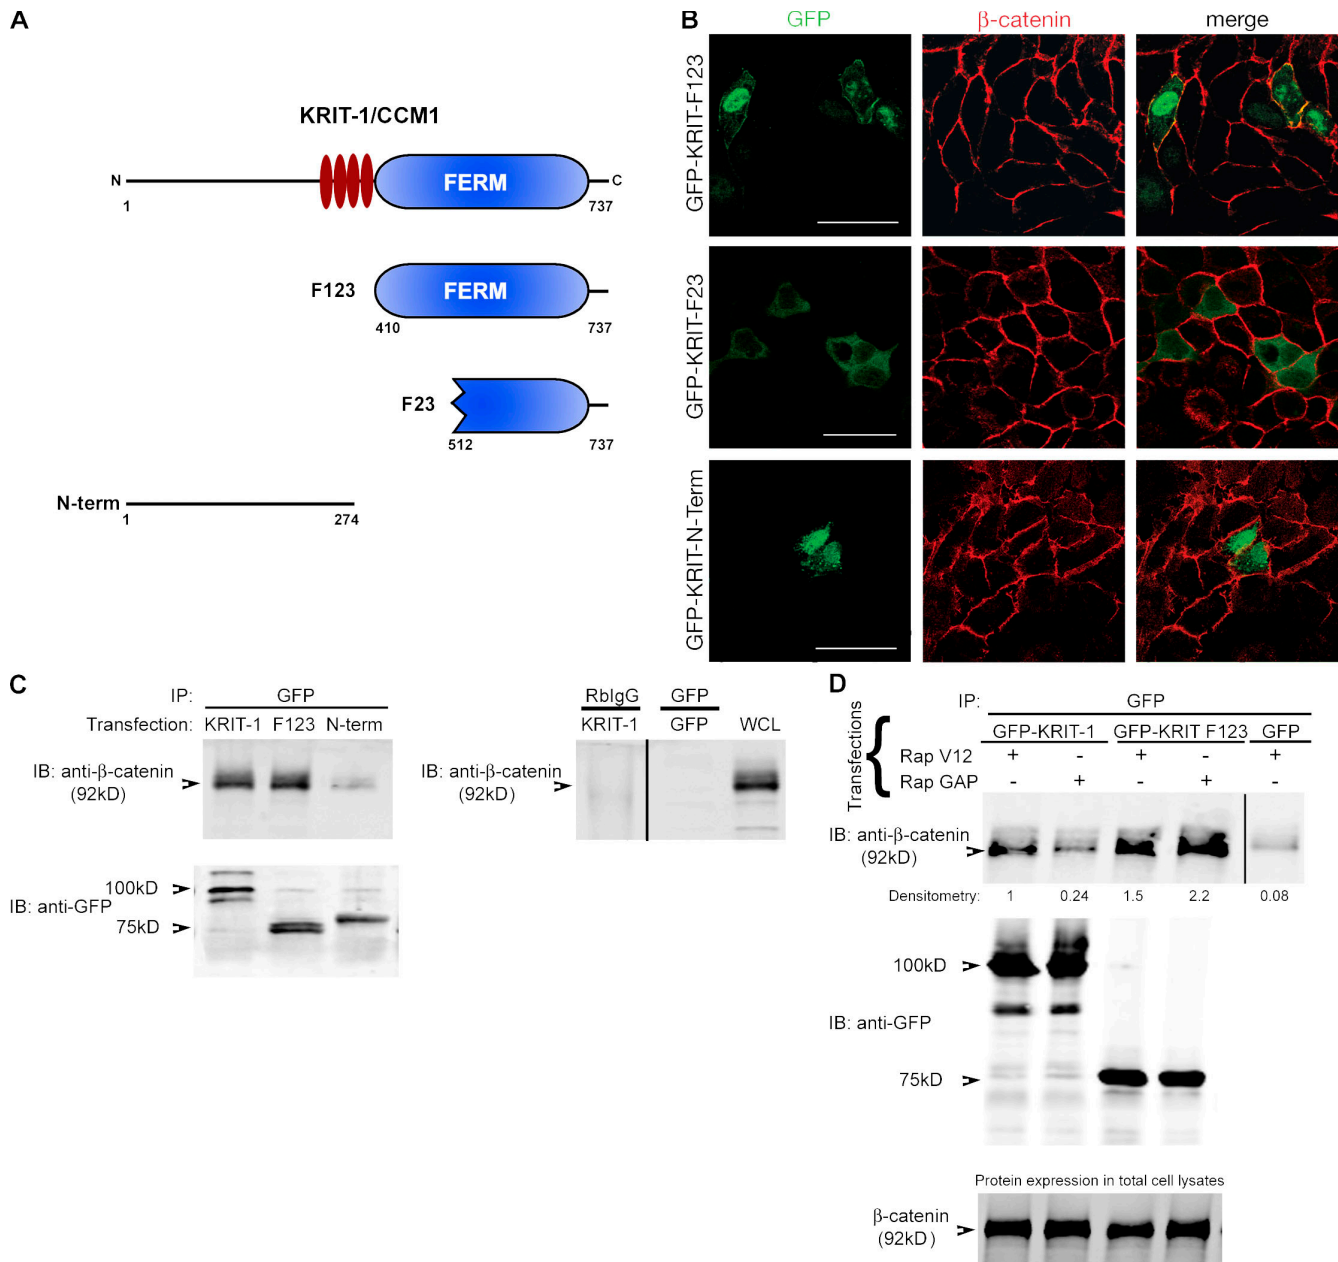 A
KRIT-1/CCM1
N
FERM
C
1
737
F123
FERM
410
737
F23
512
737
N-term
1
274
B
GFP
β-catenin
merge
GFP-KRIT-F123
GFP-KRIT-F23
GFP-KRIT-N-Term
C
IP:
GFP
Transfection:
KRIT-1
F123
N-term
IB: anti-β-catenin
(92kD)
100kD
IB: anti-GFP
75kD
RbIgG
GFP
KRIT-1
GFP
WCL
IB: anti-β-catenin
(92kD)
D
IP:
GFP
Transfections
{
GFP-KRIT-1
GFP-KRIT F123
GFP
Rap V12
+ - + - +
Rap GAP
- + - + -
IB: anti-β-catenin
(92kD)
Densitometry: 1 0.24 1.5 2.2 0.08
100kD
IB: anti-GFP
75kD
Protein expression in total cell lysates
β-catenin
(92kD)